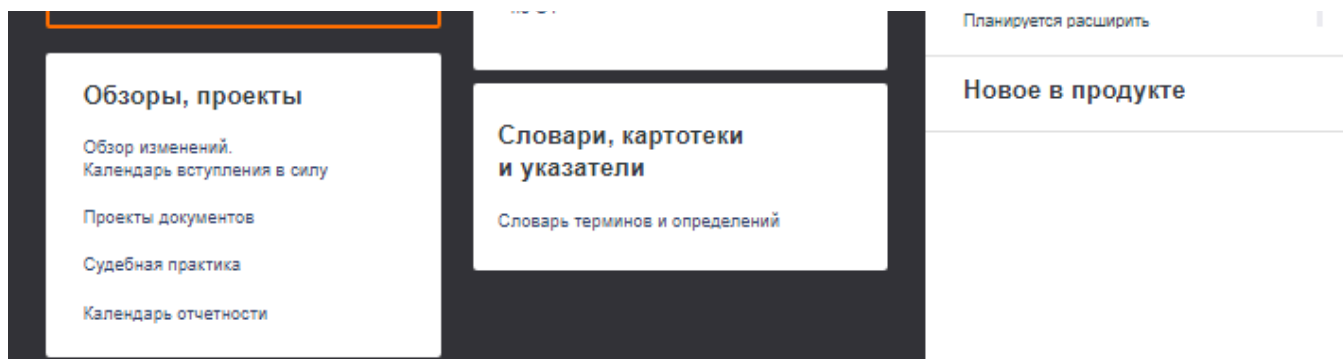 Обзоры, проекты
Обзор изменений.
Календарь вступления в силу
Проекты документов
Судебная практика
Календарь отчетности
Словари, картотеки
и указатели
Словарь терминов и определений
Планируется расширить
Новое в продукте